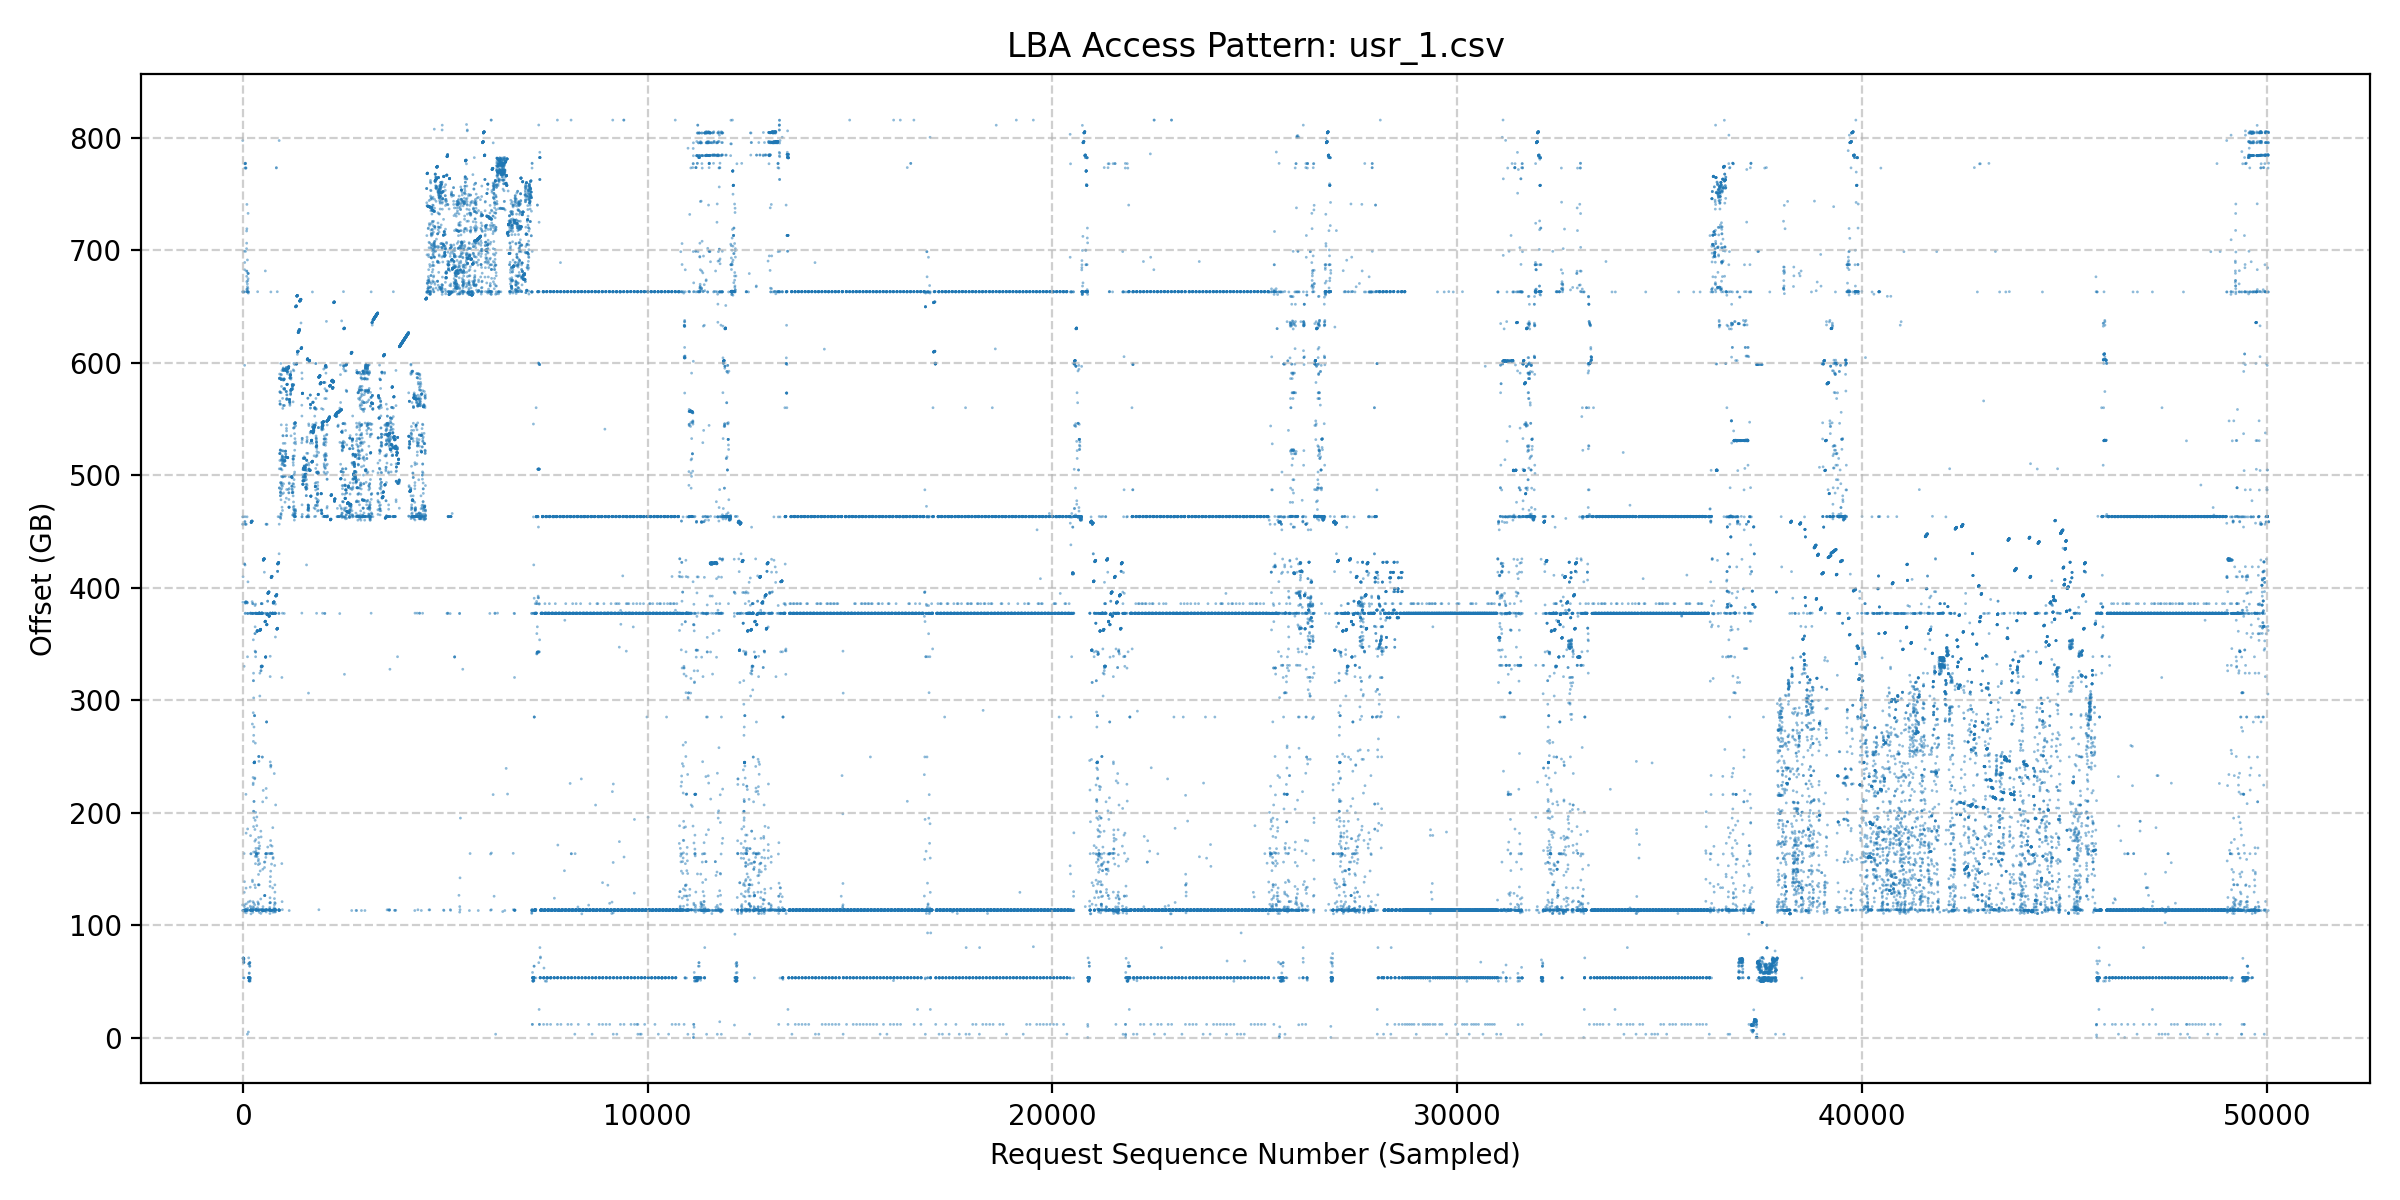 LBA Access Pattern: usr_1.csv
Offset (GB)
800
700
600
500
400
300
200
100
0
0 10000 20000 30000 40000 50000
Request Sequence Number (Sampled)